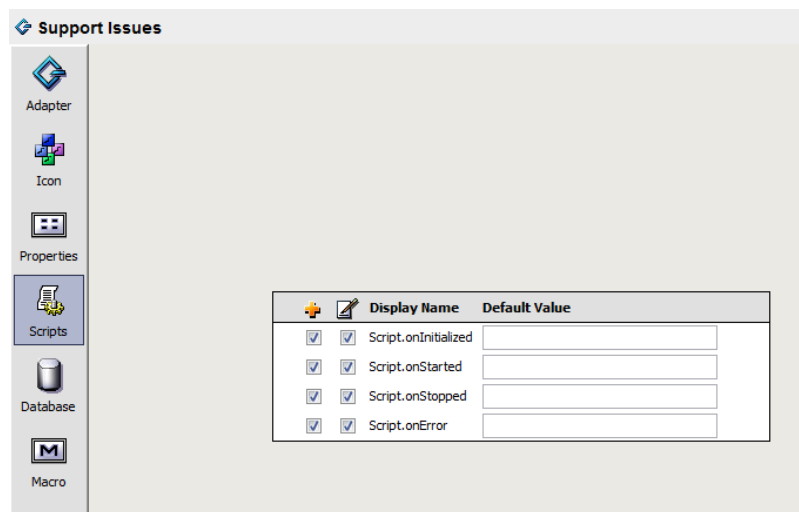 Support Issues
Adapter
Icon
Properties
Scripts
Database
Macro
M
Display Name Default Value
Script.onInitialized
Script.onStarted
Script.onStopped
Script.onError